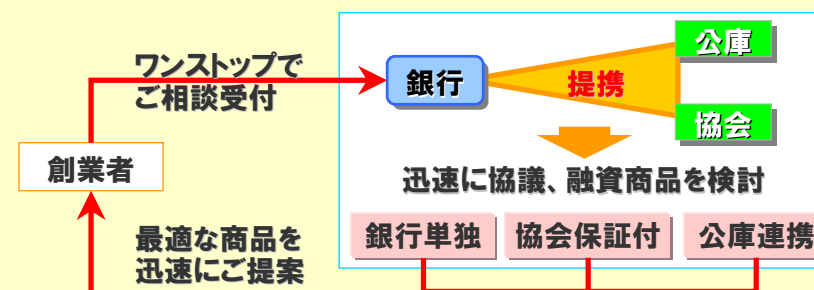 ワンストップで
ご相談受付
銀行
提携
公庫
協会
創業者
迅速に協議、融資商品を検討
最適な商品を
迅速にご提案
銀行単独
協会保証付
公庫連携